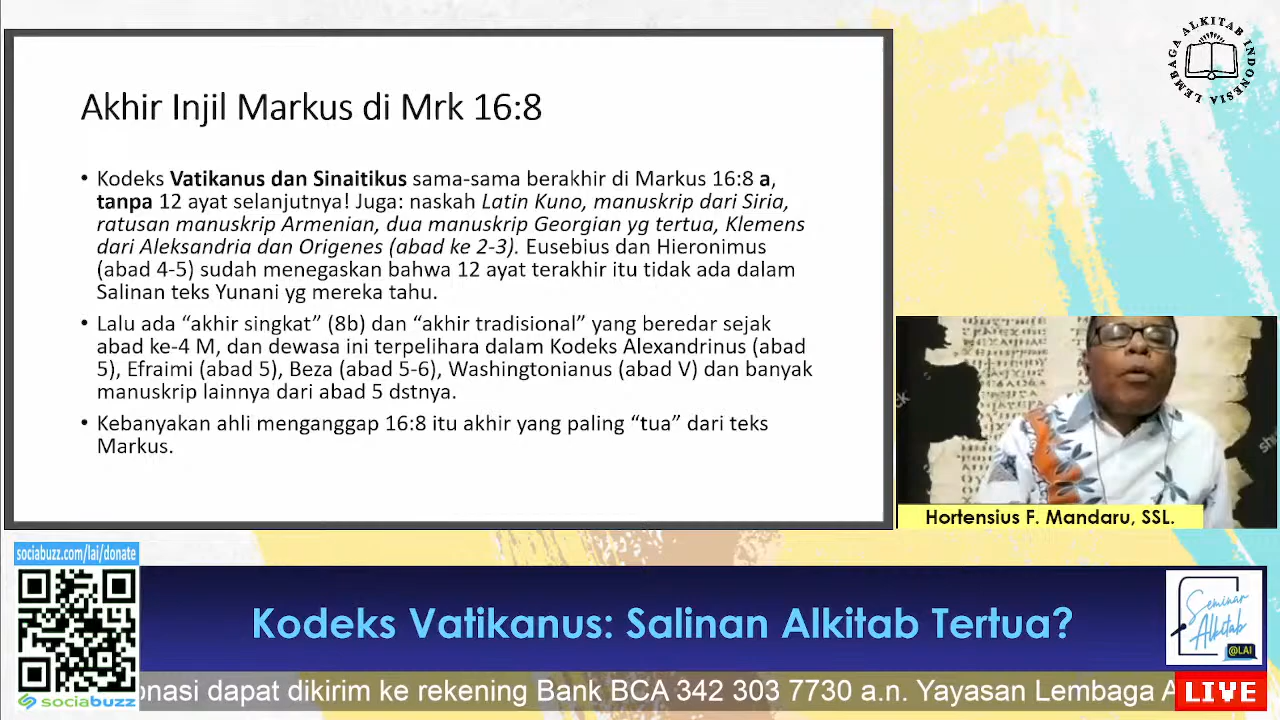 Akhir Injil Markus di Mrk 16:8
• Kodeks Vatikanus dan Sinaitikus sama-sama berakhir di Markus 16:8 a,
tanpa 12 ayat selanjutnya! Juga: naskah Latin Kuno, manuskrip dari Siria,
ratusan manuskrip Armenian, dua manuskrip Georgian yg tertua, Klemens
dari Aleksandria dan Origenes (abad ke 2-3). Eusebius dan Hieronimus
(abad 4-5) sudah menegaskan bahwa 12 ayat terakhir itu tidak ada dalam
Salinan teks Yunani yg mereka tahu.
• Lalu ada “akhir singkat” (8b) dan “akhir tradisional” yang beredar sejak
abad ke-4 M, dan dewasa ini terpelihara dalam Kodeks Alexandrinus (abad
5), Efraimi (abad 5), Beza (abad 5-6), Washingtonianus (abad V) dan banyak
manuskrip lainnya dari abad 5 dstnya.
• Kebanyakan ahli menganggap 16:8 itu akhir yang paling “tua” dari teks
Markus.
LEMBAGA ALKITAB INDONESIA
Hortensius F. Mandaru, SSL.
sociabuzz.com/lai/donate
sociabuzz
Kodeks Vatikanus: Salinan Alkitab Tertua?
Seminar
Alkitab
@LAI
onasi dapat dikirim ke rekening Bank BCA 342 303 7730 a.n. Yayasan Lembaga A
LIVE